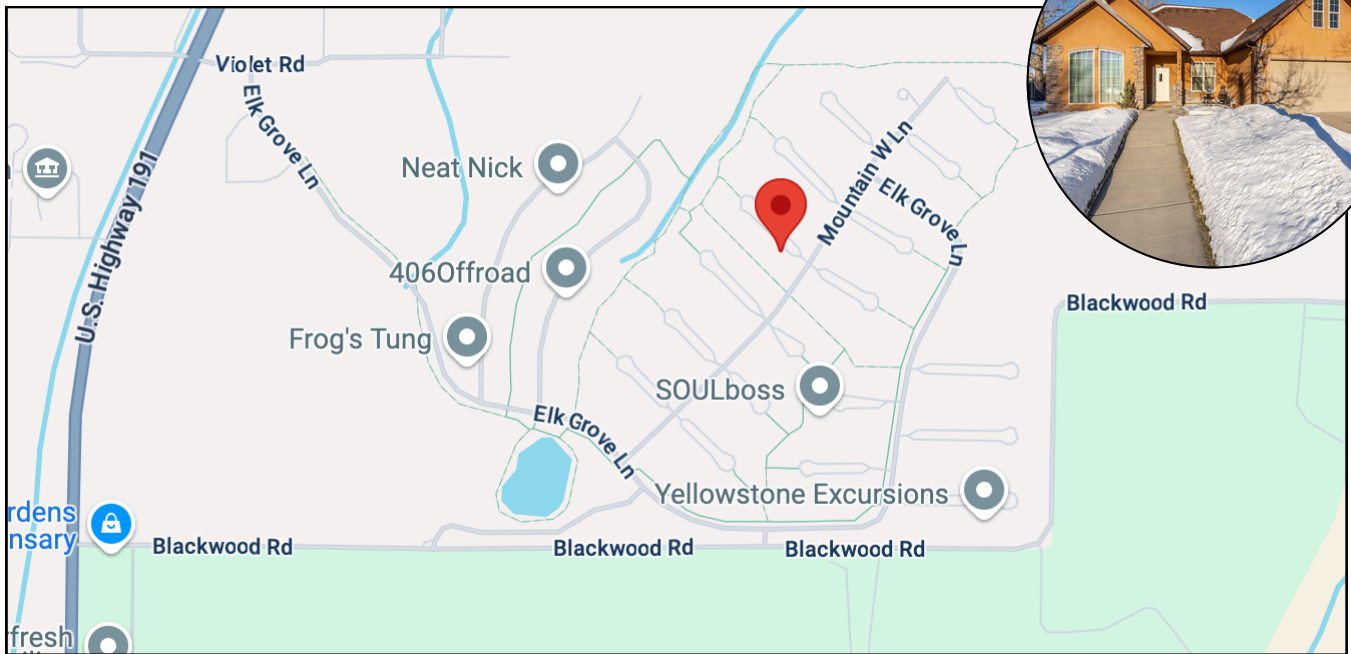 Violet Rd
Elk Grove Ln
U.S. Highway 191
Neat Nick
Mountain W Ln
Elk Grove Ln
406Offroad
Blackwood Rd
Frog's Tung
SOULboss
Elk Grove Ln
Yellowstone Excursions
rdens
nsary
Blackwood Rd
Blackwood Rd
Blackwood Rd
rfresh